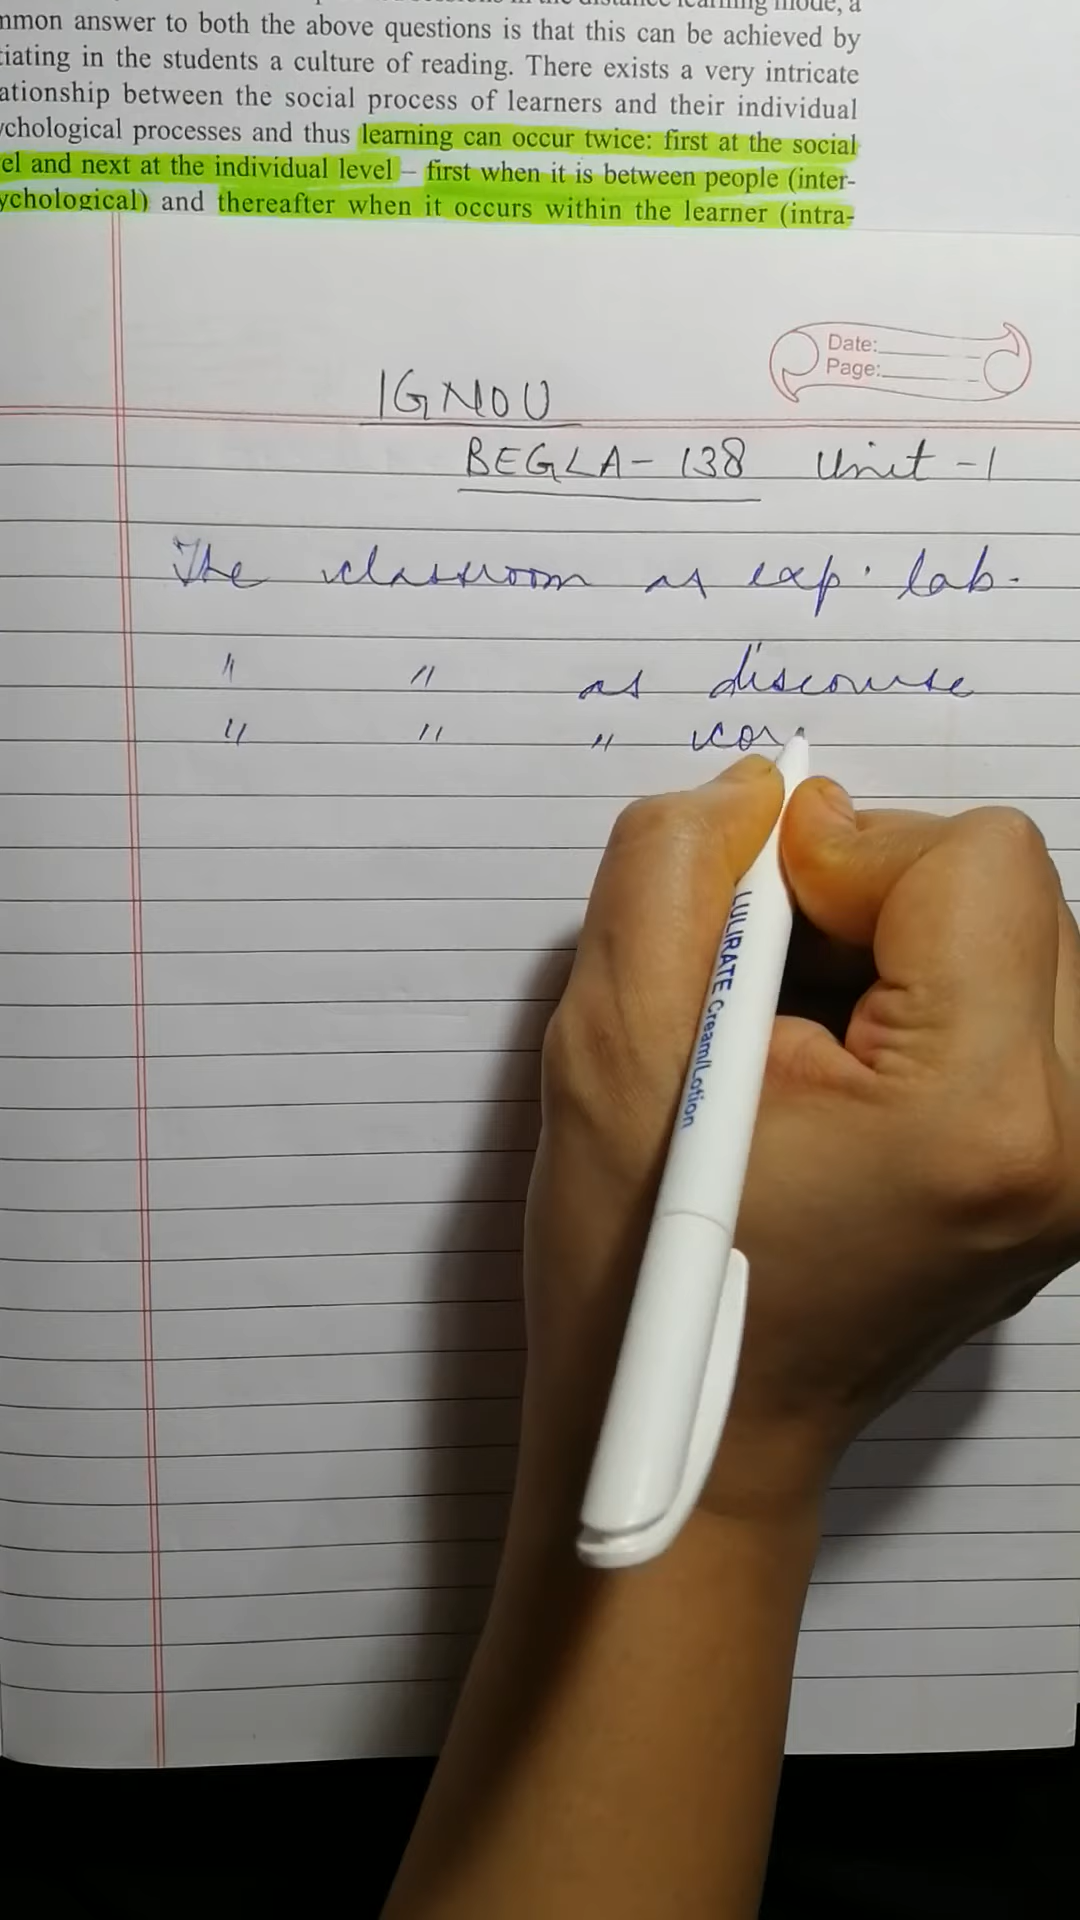 mmon answer to both the above questions is that this can be achieved by
tiating in the students a culture of reading. There exists a very intricate
ationship between the social process of learners and their individual
ychological processes and thus learning can occur twice: first at the social
el and next at the individual level – first when it is between people (inter-
ychological) and thereafter when it occurs within the learner (intra-
Date:
Page:
IGNOU
BEGLA-138 Unit-1
The classroom as exp. lab.
" " as discourse
" " " con
LULIRATE Cream/Lotion